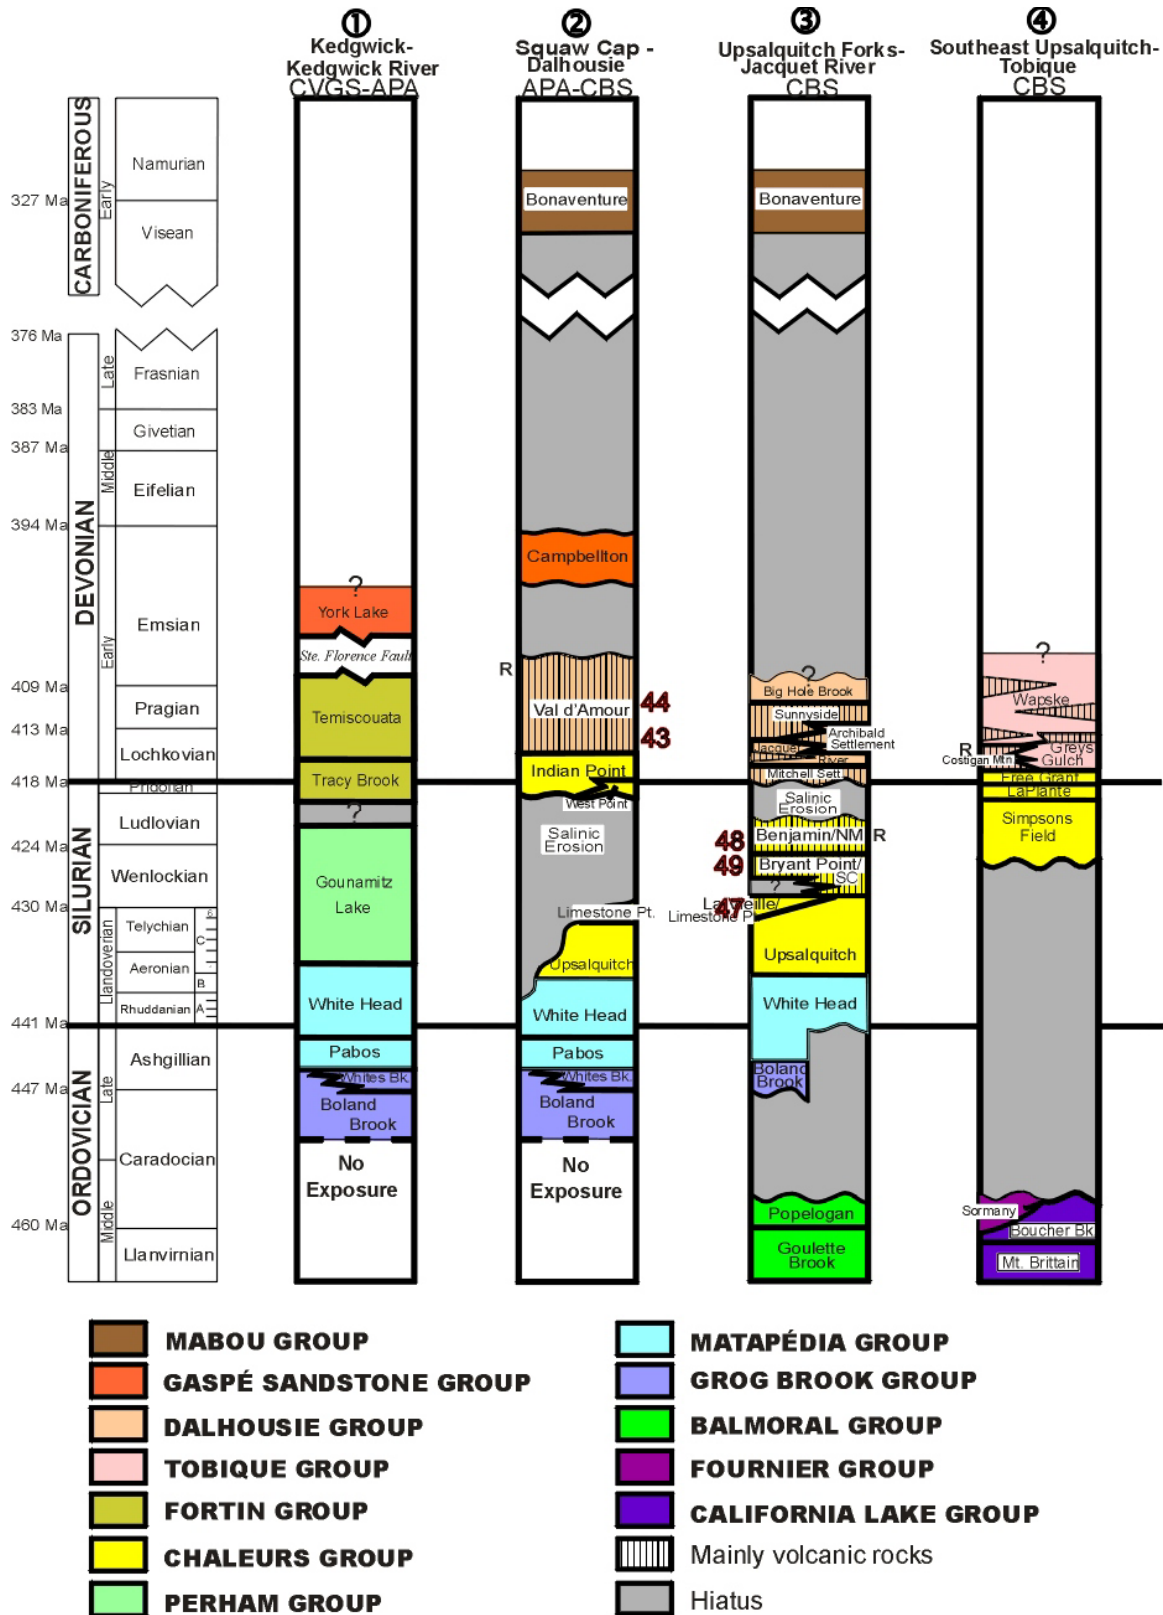 1
Kedgwick-
Kedgwick River
CVGS-APA
2
Squaw Cap -
Dalhousie
APA-CBS
3
Upsalquitch Forks-
Jacquet River
CBS
4
Southeast Upsalquitch-
Tobique
CBS
CARBONIFEROUS
Early
Namurian
327 Ma
Visean
376 Ma
DEVONIAN
Late
Frasnian
383 Ma
Givetian
387 Ma
Middle
Eifelian
394 Ma
Early
Emsian
409 Ma
Pragian
413 Ma
Lochkovian
418 Ma
SILURIAN
Pridolian
Ludlovian
424 Ma
Wenlockian
430 Ma
Llandoverian
Telychian
C
Aeronian
B
Rhuddanian
A
441 Ma
ORDOVICIAN
Late
Ashgillian
447 Ma
Caradocian
Middle
460 Ma
Llanvirnian
?
York Lake
Ste. Florence Fault
Temiscouata
Tracy Brook
?
Gounamitz
Lake
White Head
Pabos
Whites Bk.
Boland
Brook
No
Exposure
Bonaventure
Campbellton
R
Val d'Amour
44
43
Indian Point
West Point
Salinic
Erosion
Limestone Pt.
Upsalquitch
White Head
Pabos
Whites Bk.
Boland
Brook
No
Exposure
Bonaventure
?
Big Hole Brook
Sunnyside
Archibald
Settlement
Jacquet
River
Mitchell Sett.
Salinic
Erosion
48
Benjamin/NM
R
49
Bryant Point/
SC
?
47
Limestone P
Upsalquitch
White Head
Boland
Brook
Popelogan
Goulette
Brook
?
Wapske
R
Costigan Mtn.
Greys
Gulch
Free Grant
LaPlante
Simpsons
Field
Sormany
Boucher Bk
Mt. Brittain
MABOU GROUP
GASPÉ SANDSTONE GROUP
DALHOUSIE GROUP
TOBIQUE GROUP
FORTIN GROUP
CHALEURS GROUP
PERHAM GROUP
MATAPÉDIA GROUP
GROG BROOK GROUP
BALMORAL GROUP
FOURNIER GROUP
CALIFORNIA LAKE GROUP
Mainly volcanic rocks
Hiatus